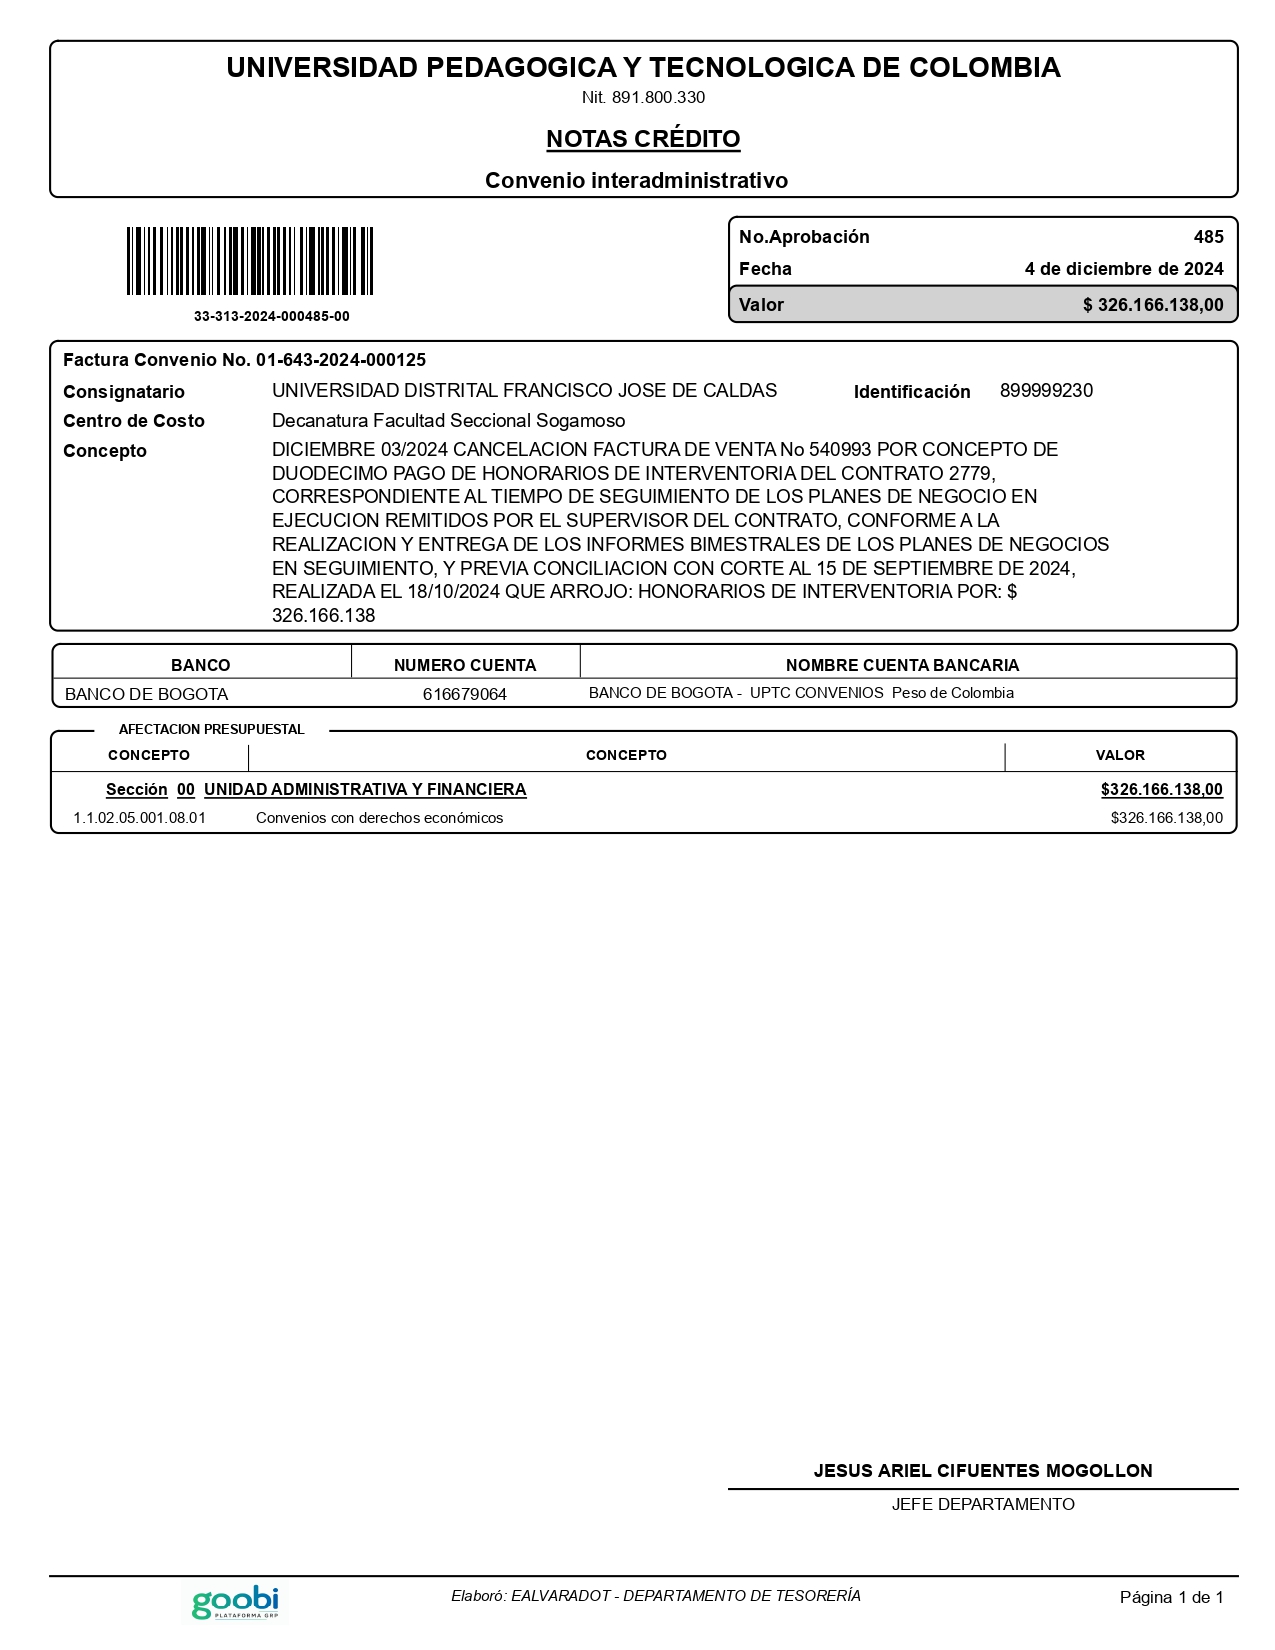 UNIVERSIDAD PEDAGOGICA Y TECNOLOGICA DE COLOMBIA
Nit. 891.800.330
NOTAS CRÉDITO
Convenio interadministrativo
33-313-2024-000485-00
No.Aprobación 485
Fecha 4 de diciembre de 2024
Valor $ 326.166.138,00
Factura Convenio No. 01-643-2024-000125
Consignatario UNIVERSIDAD DISTRITAL FRANCISCO JOSE DE CALDAS Identificación 899999230
Centro de Costo Decanatura Facultad Seccional Sogamoso
Concepto DICIEMBRE 03/2024 CANCELACION FACTURA DE VENTA No 540993 POR CONCEPTO DE
DUODECIMO PAGO DE HONORARIOS DE INTERVENTORIA DEL CONTRATO 2779,
CORRESPONDIENTE AL TIEMPO DE SEGUIMIENTO DE LOS PLANES DE NEGOCIO EN
EJECUCION REMITIDOS POR EL SUPERVISOR DEL CONTRATO, CONFORME A LA
REALIZACION Y ENTREGA DE LOS INFORMES BIMESTRALES DE LOS PLANES DE NEGOCIOS
EN SEGUIMIENTO, Y PREVIA CONCILIACION CON CORTE AL 15 DE SEPTIEMBRE DE 2024,
REALIZADA EL 18/10/2024 QUE ARROJO: HONORARIOS DE INTERVENTORIA POR: $
326.166.138
BANCO NUMERO CUENTA NOMBRE CUENTA BANCARIA
BANCO DE BOGOTA 616679064 BANCO DE BOGOTA - UPTC CONVENIOS Peso de Colombia
AFECTACION PRESUPUESTAL
CONCEPTO CONCEPTO VALOR
Sección 00 UNIDAD ADMINISTRATIVA Y FINANCIERA $326.166.138,00
1.1.02.05.001.08.01 Convenios con derechos económicos $326.166.138,00
JESUS ARIEL CIFUENTES MOGOLLON
JEFE DEPARTAMENTO
goobi
PLATAFORMA GRP
Elaboró: EALVARADOT - DEPARTAMENTO DE TESORERÍA
Página 1 de 1